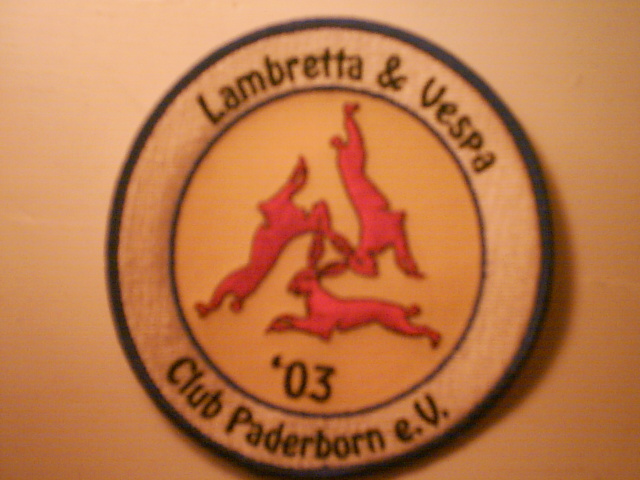 Lambretta & Vespa
'03
Club Paderborn e.V.